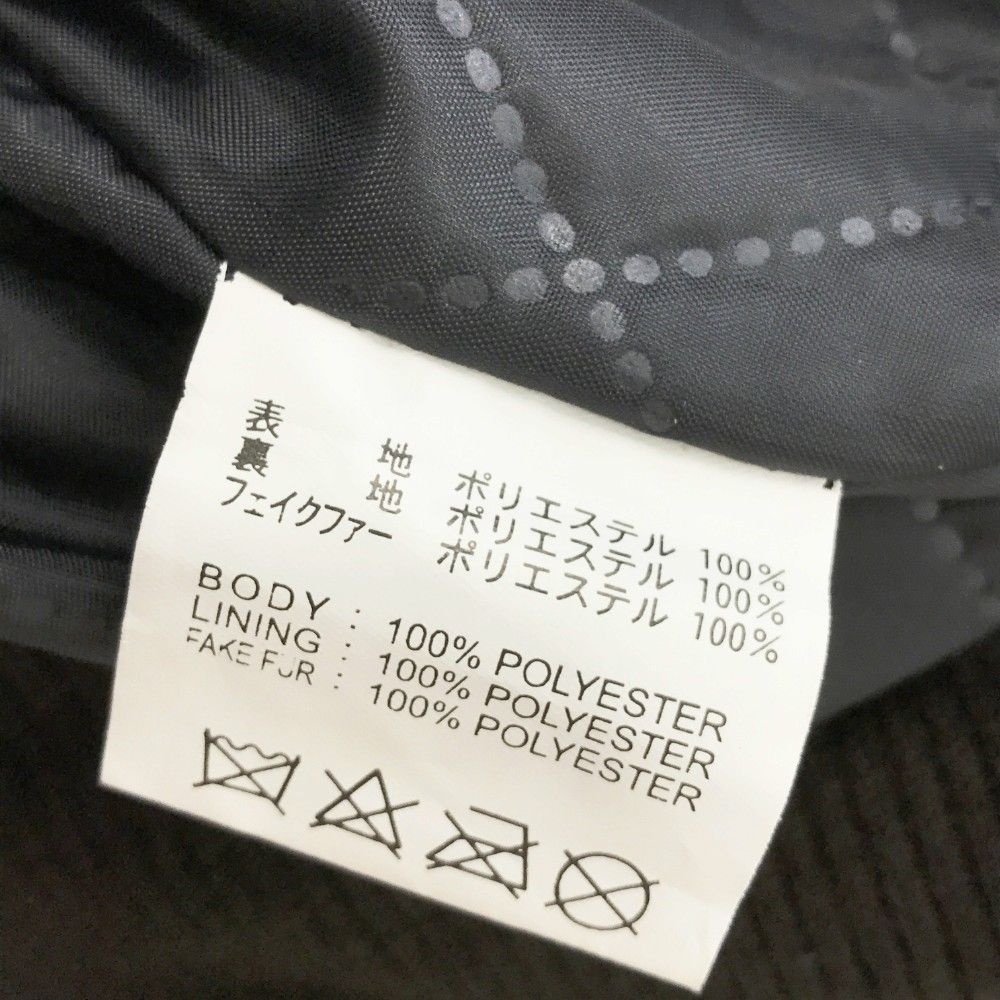 表 地 ポリエステル 100%
裏 地 ポリエステル 100%
フェイクファー ポリエステル 100%
BODY : 100% POLYESTER
LINING : 100% POLYESTER
FAKE FUR : 100% POLYESTER